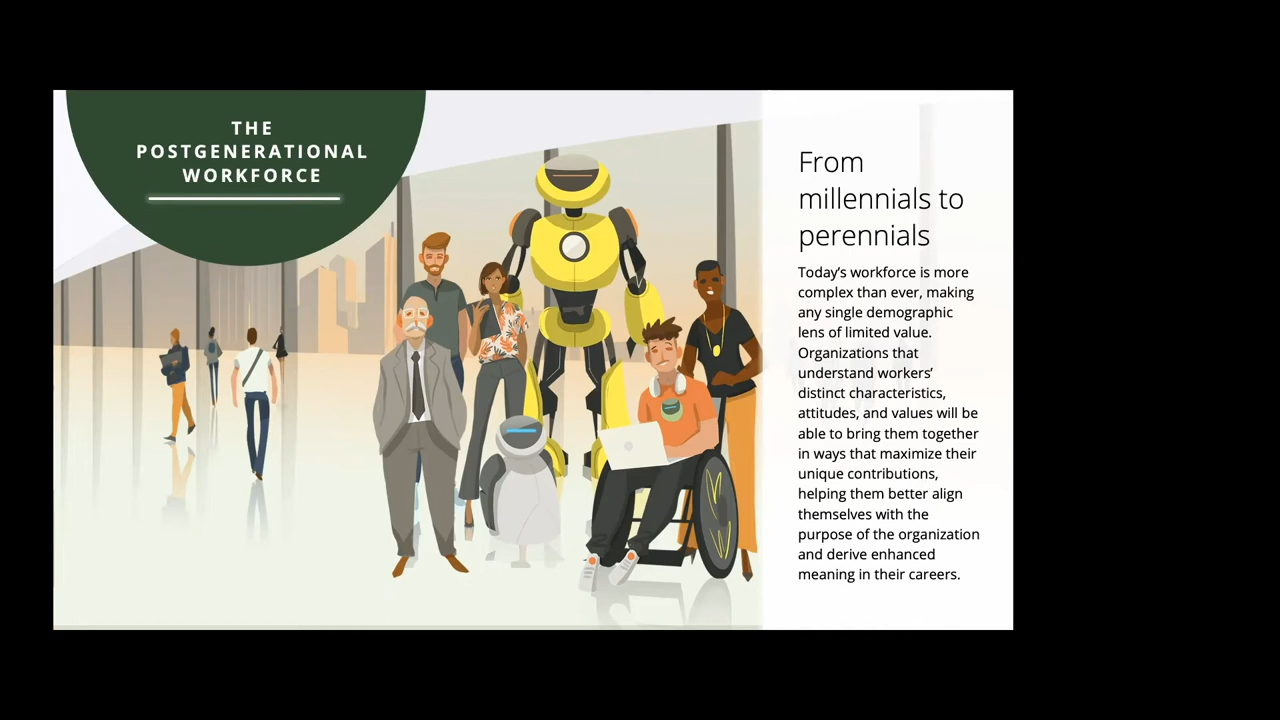 THE
POSTGENERATIONAL
WORKFORCE
From
millennials to
perennials
Today’s workforce is more
complex than ever, making
any single demographic
lens of limited value.
Organizations that
understand workers’
distinct characteristics,
attitudes, and values will be
able to bring them together
in ways that maximize their
unique contributions,
helping them better align
themselves with the
purpose of the organization
and derive enhanced
meaning in their careers.